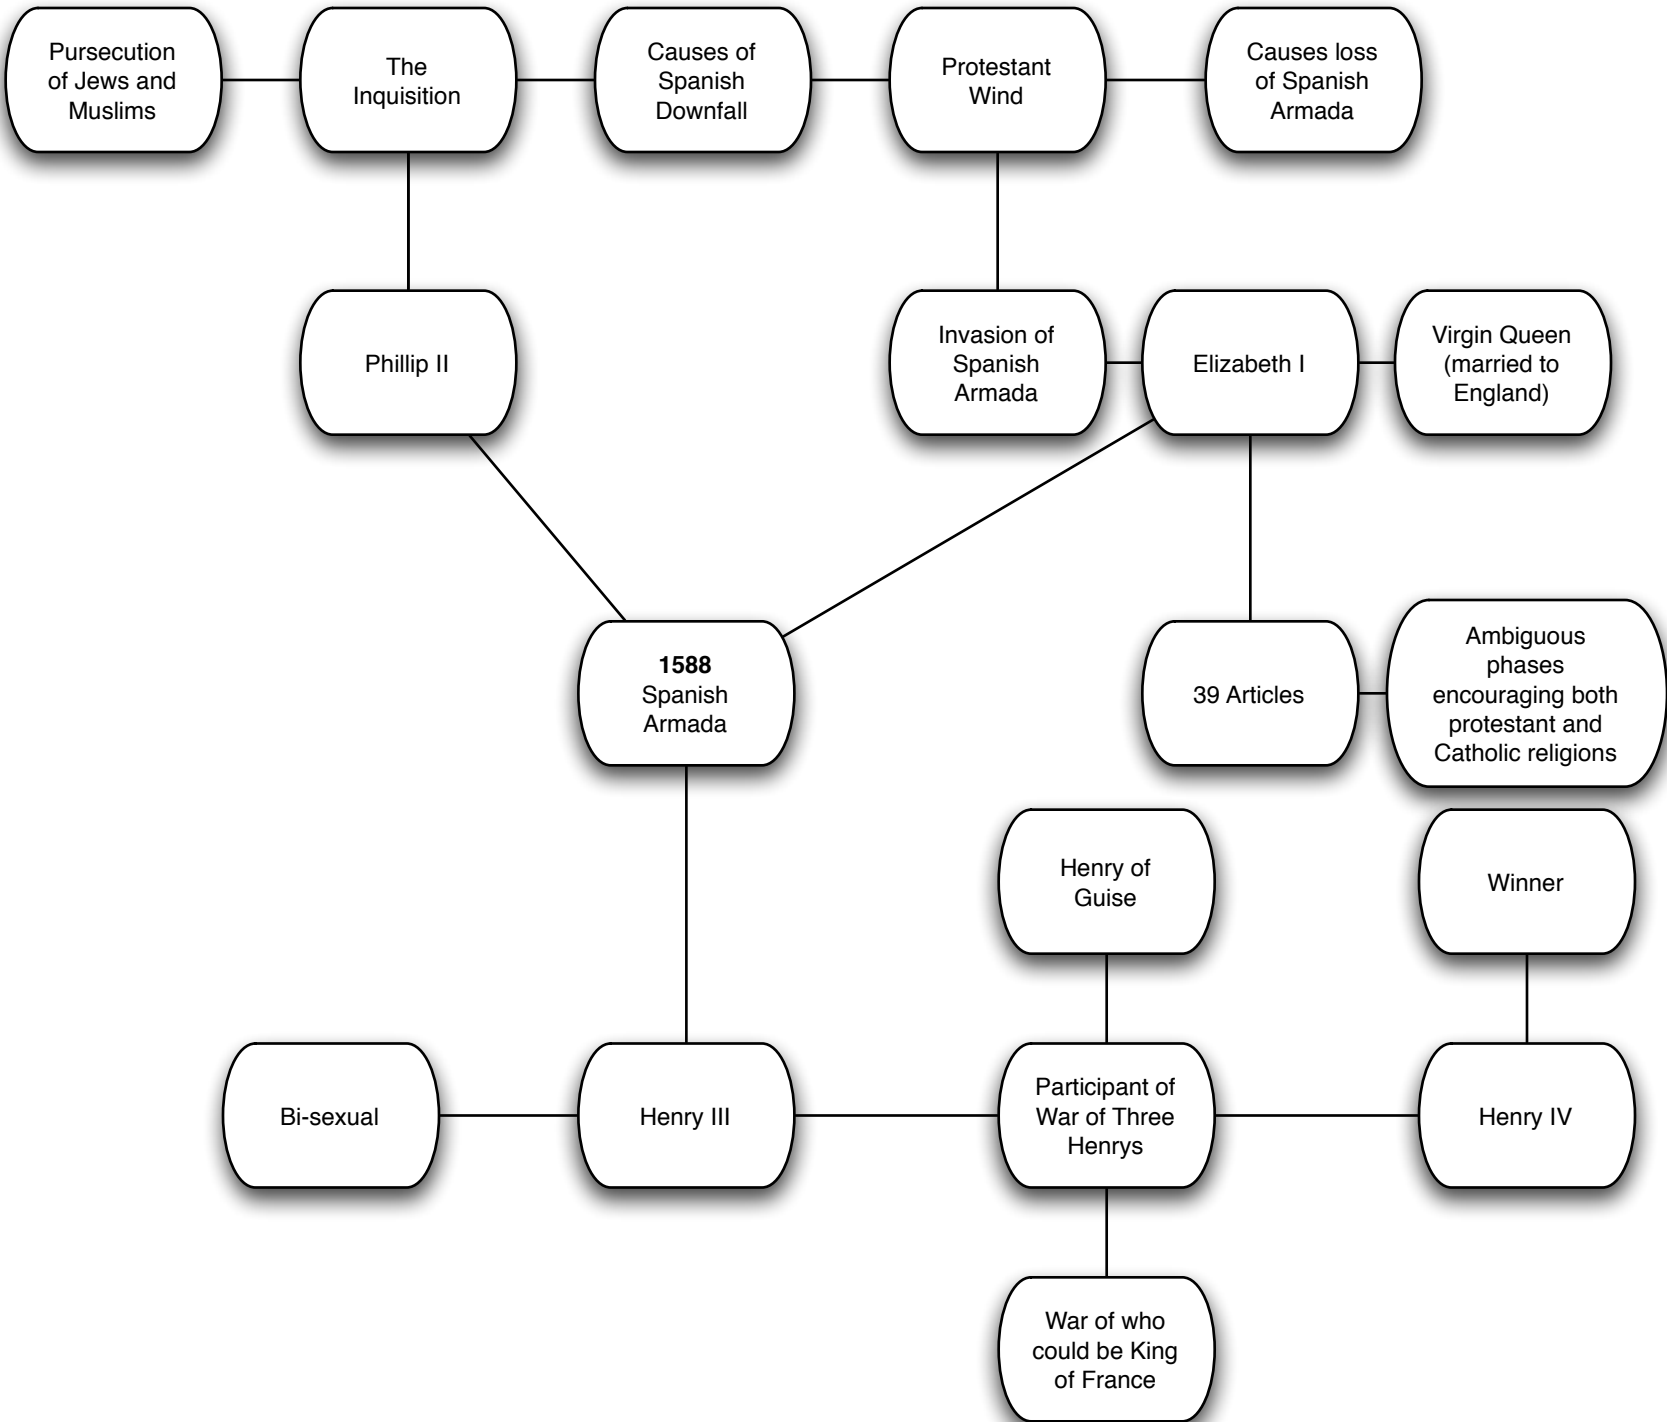 Pursecution
of Jews and
Muslims
The
Inquisition
Causes of
Spanish
Downfall
Protestant
Wind
Causes loss
of Spanish
Armada
Phillip II
Invasion of
Spanish
Armada
Elizabeth I
Virgin Queen
(married to
England)
1588
Spanish
Armada
39 Articles
Ambiguous
phases
encouraging both
protestant and
Catholic religions
Henry of
Guise
Winner
Bi-sexual
Henry III
Participant of
War of Three
Henrys
Henry IV
War of who
could be King
of France